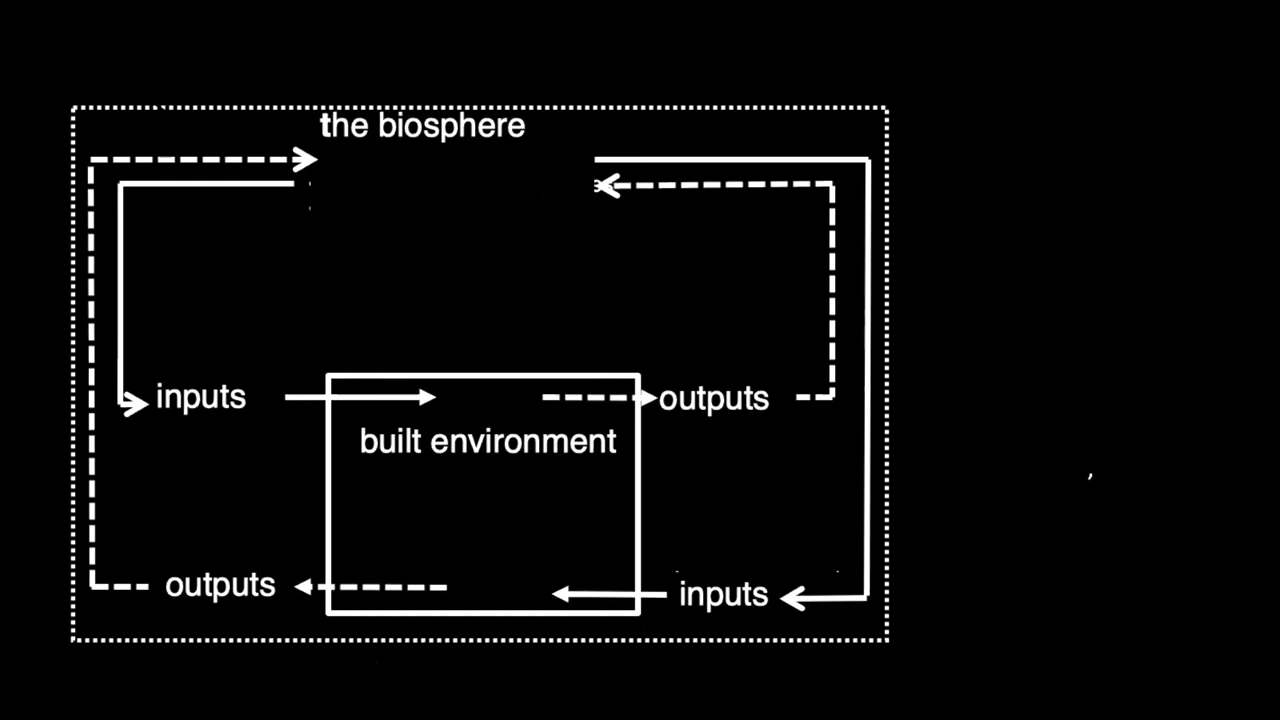 the biosphere
inputs
outputs
built environment
outputs
inputs